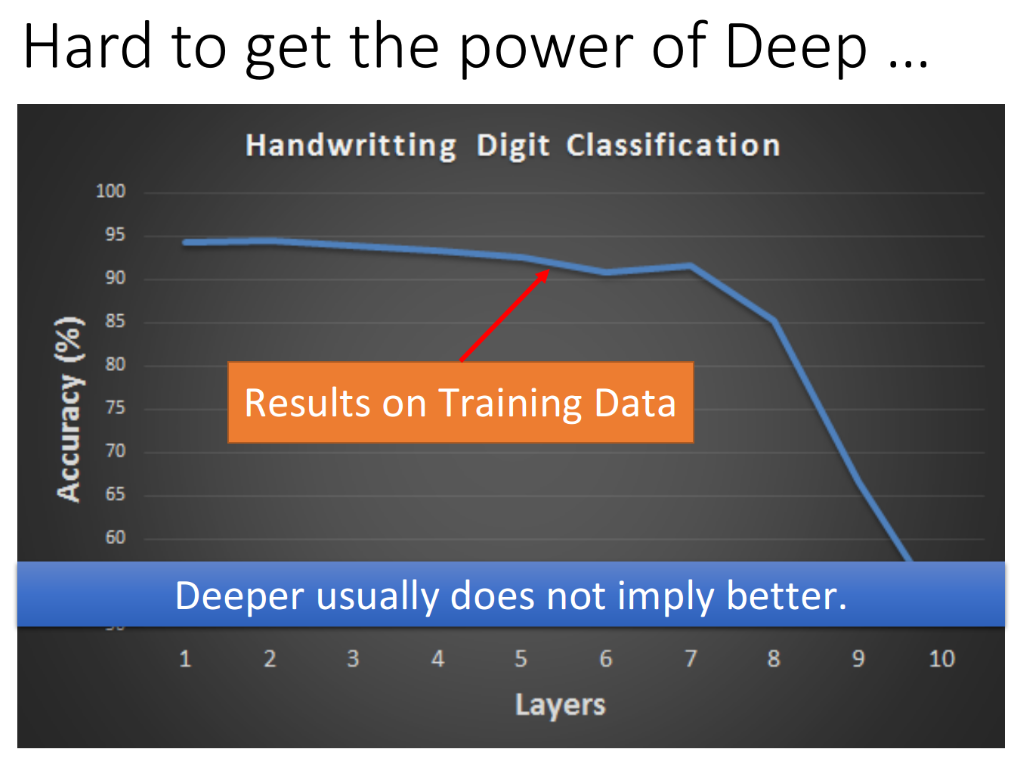 Hard to get the power of Deep …
Handwritting Digit Classification
100
95
90
85
80
75
70
65
60
Accuracy (%)
Results on Training Data
Deeper usually does not imply better.
1 2 3 4 5 6 7 8 9 10
Layers